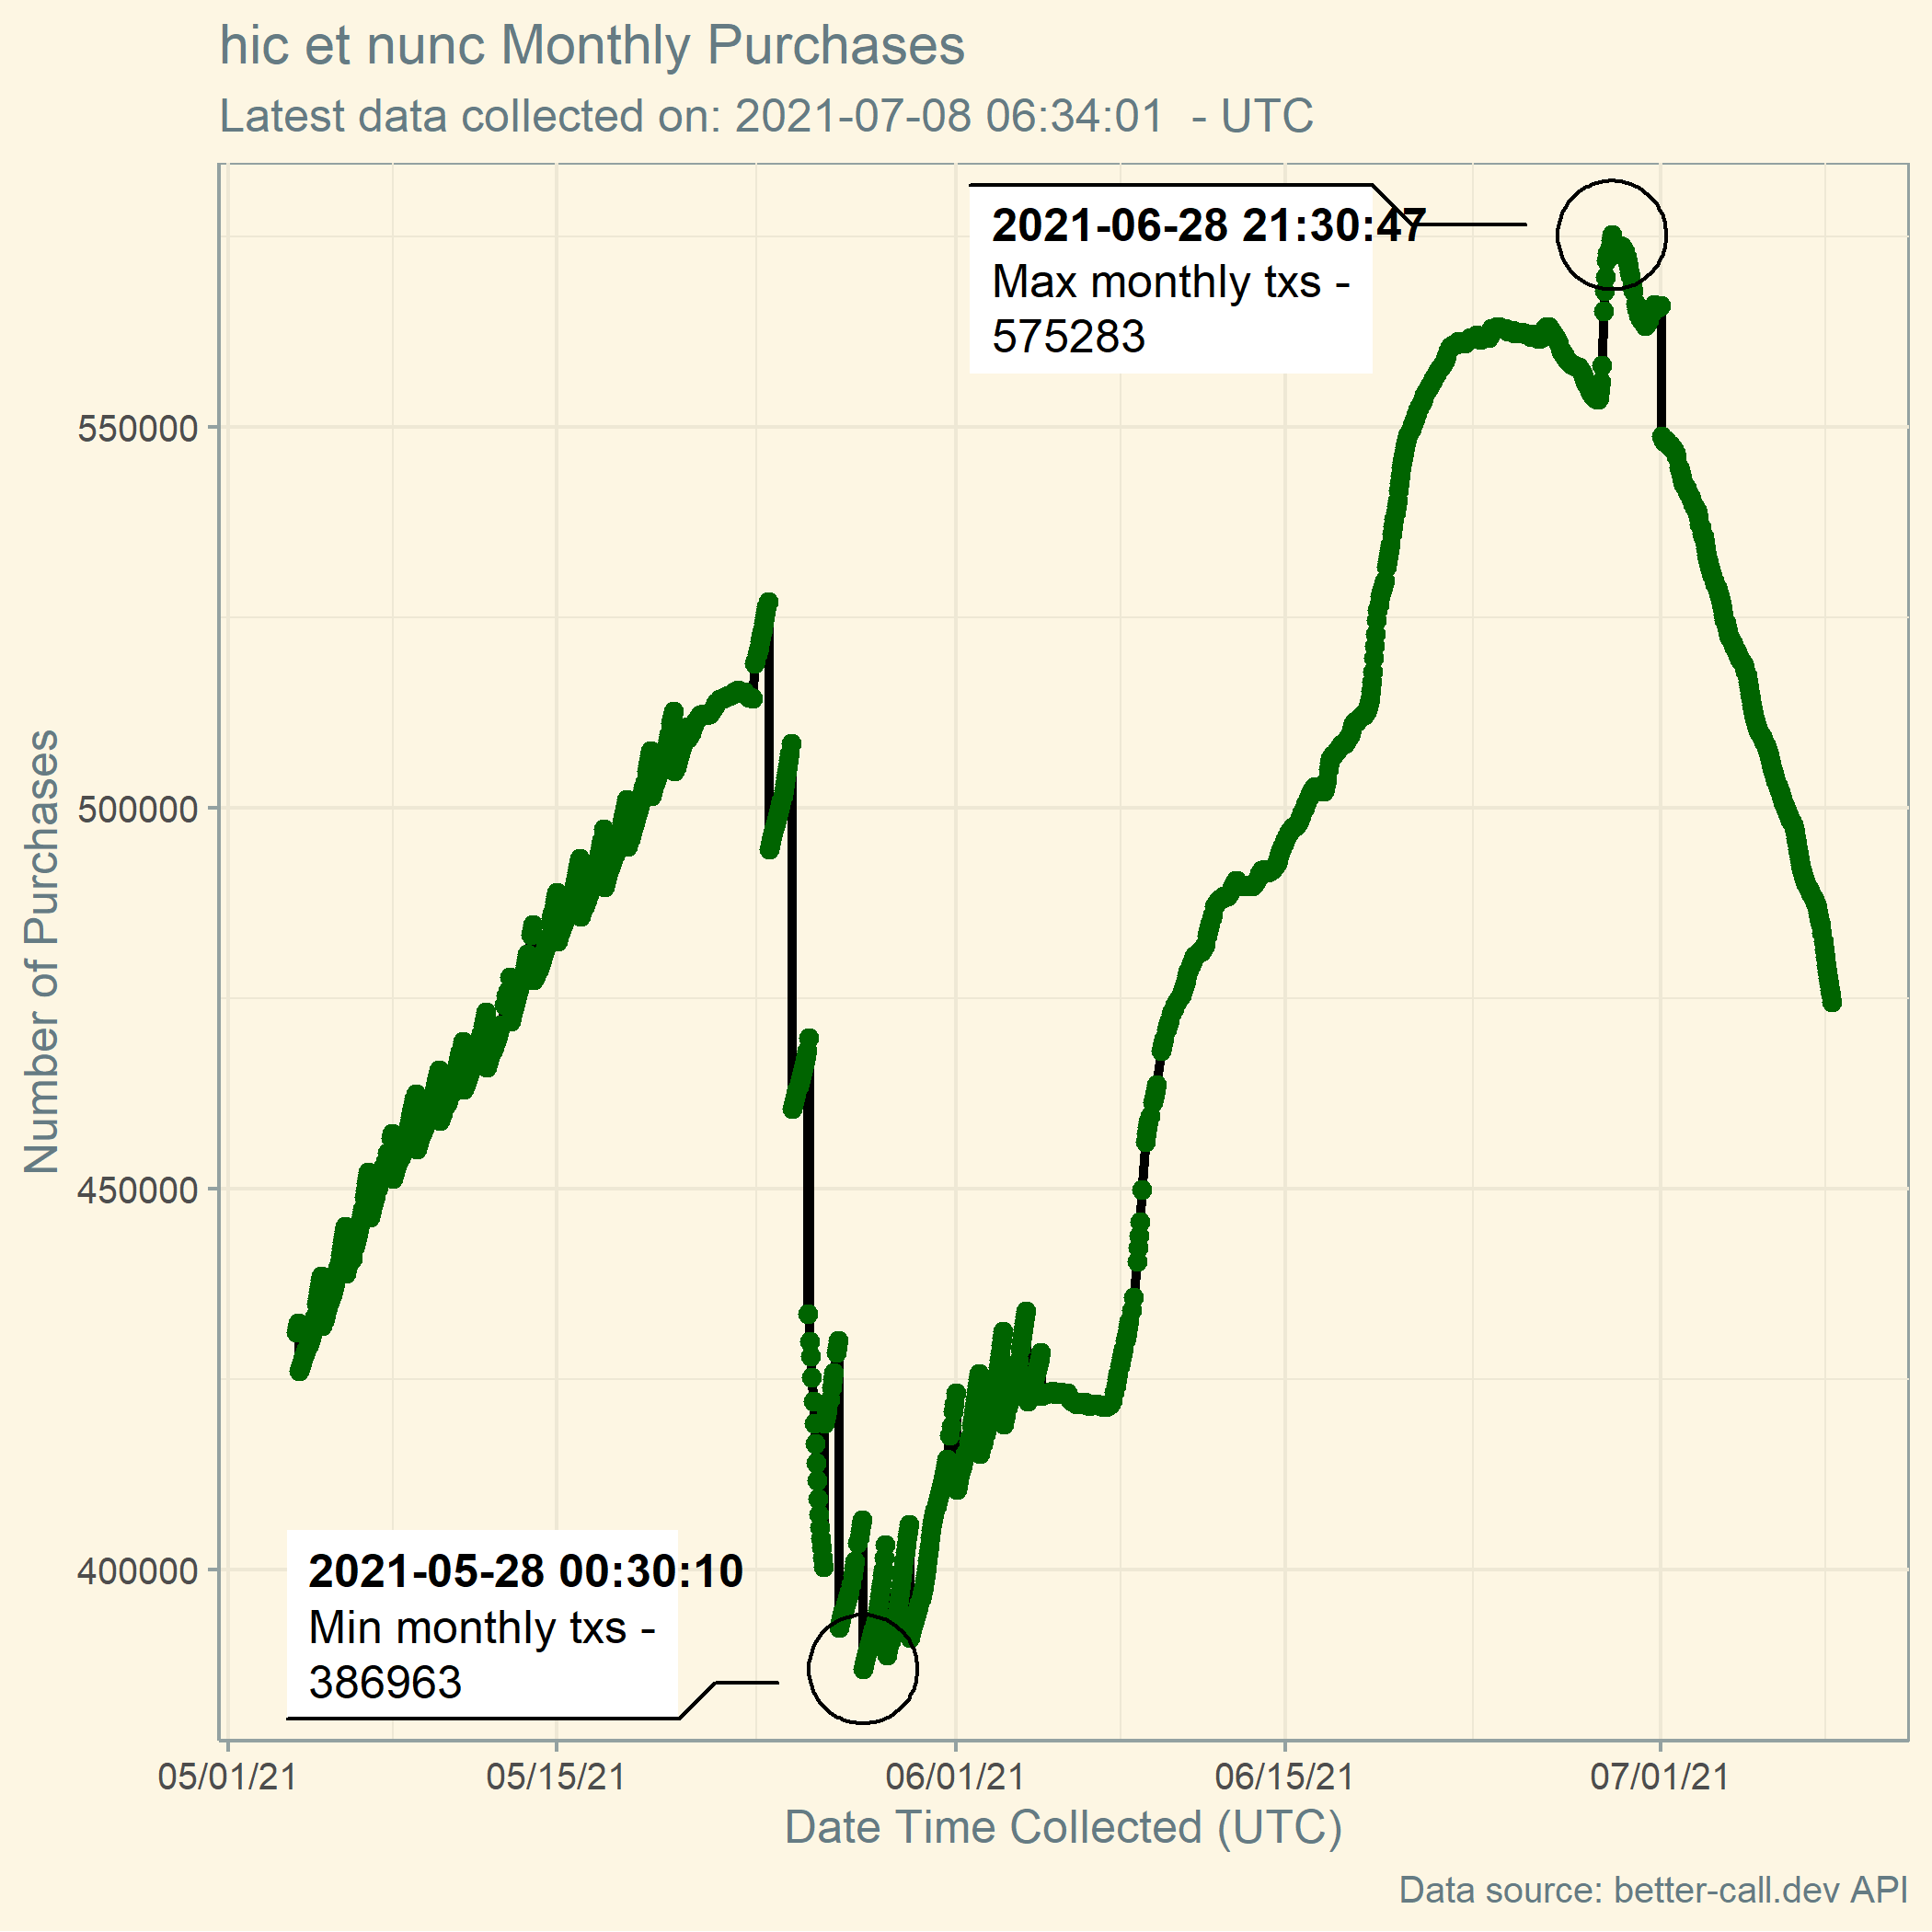 hic et nunc Monthly Purchases
Latest data collected on: 2021-07-08 06:34:01  - UTC
2021-06-28 21:30:47
Max monthly txs -
575283
550000
500000
450000
400000
Number of Purchases
2021-05-28 00:30:10
Min monthly txs -
386963
05/01/21 05/15/21 06/01/21 06/15/21 07/01/21
Date Time Collected (UTC)
Data source: better-call.dev API